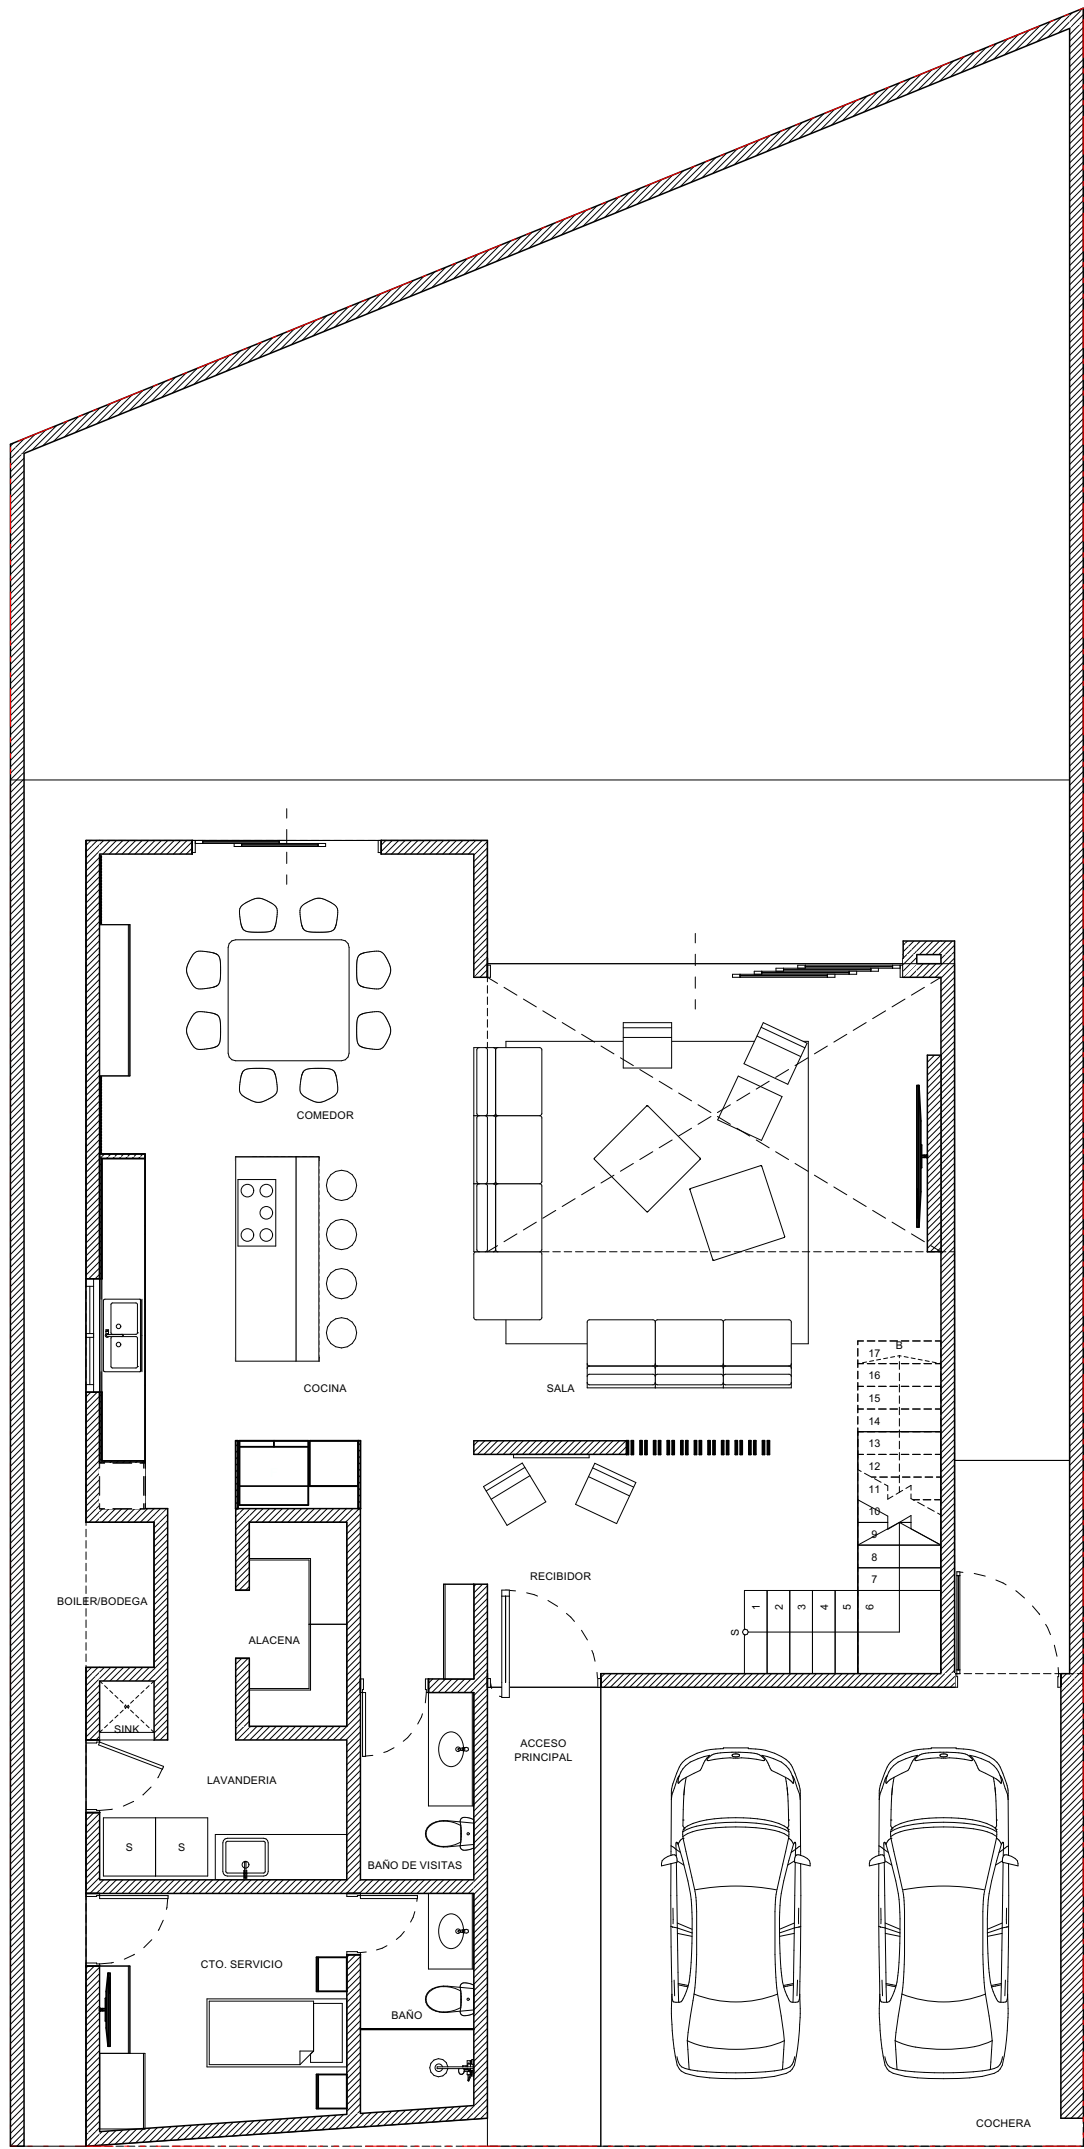 COMEDOR
B
17
16
15
14
13
12
11
10
9
8
7
COCINA
SALA
RECIBIDOR
BOILER/BODEGA
S
1
2
3
4
5
6
ALACENA
SINK
ACCESO
PRINCIPAL
LAVANDERIA
S
S
BAÑO DE VISITAS
CTO. SERVICIO
BAÑO
COCHERA